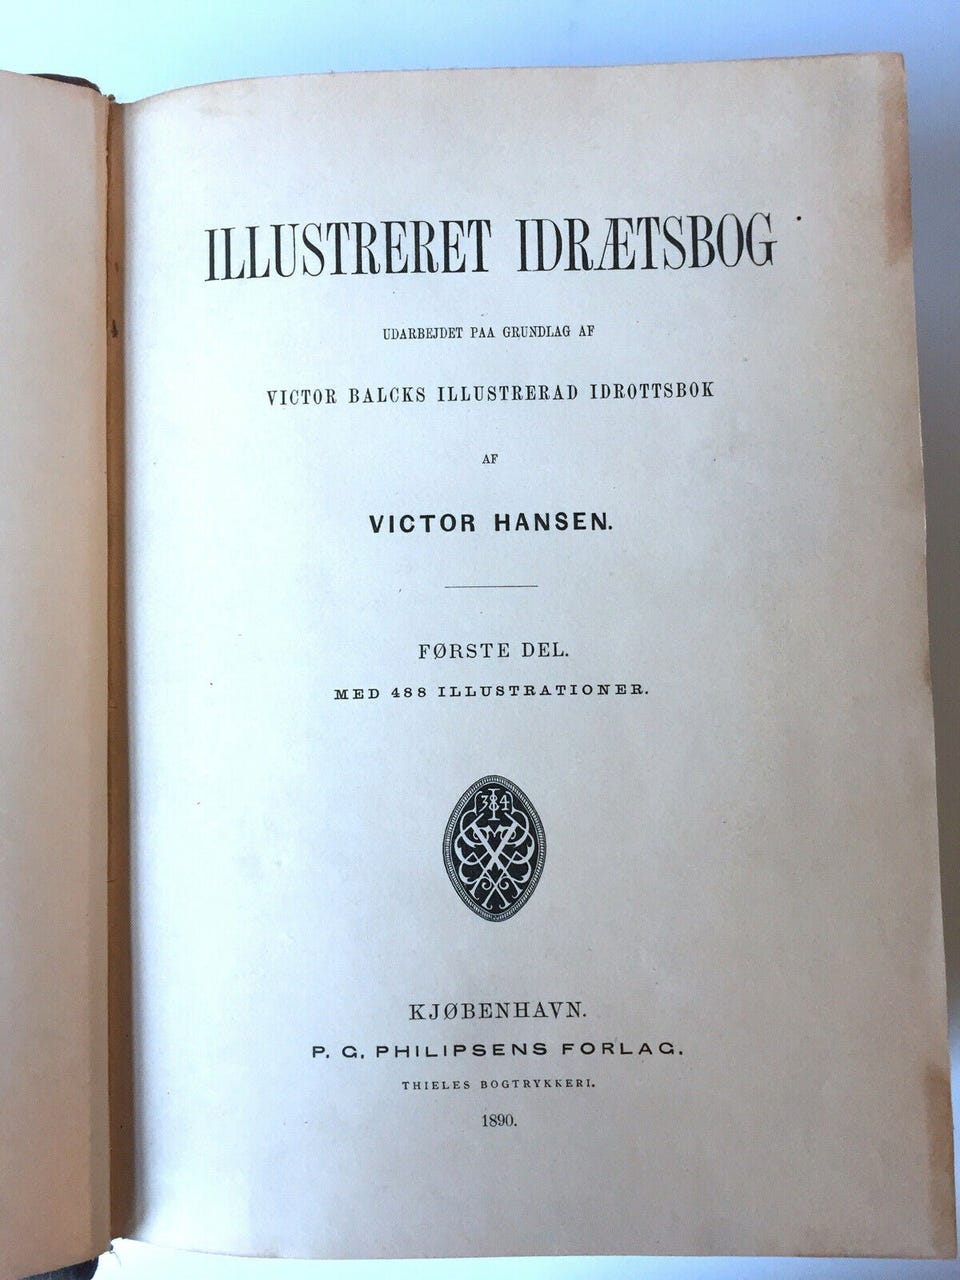 ILLUSTRERET IDRÆTSBOG
UDARBEJDET PAA GRUNDLAG AF
VICTOR BALCKS ILLUSTRERAD IDROTTSBOK
AF
VICTOR HANSEN.
FØRSTE DEL.
MED 488 ILLUSTRATIONER.
KJØBENHAVN.
P. G. PHILIPSENS FORLAG.
THIELES BOGTRYKKERI.
1890.